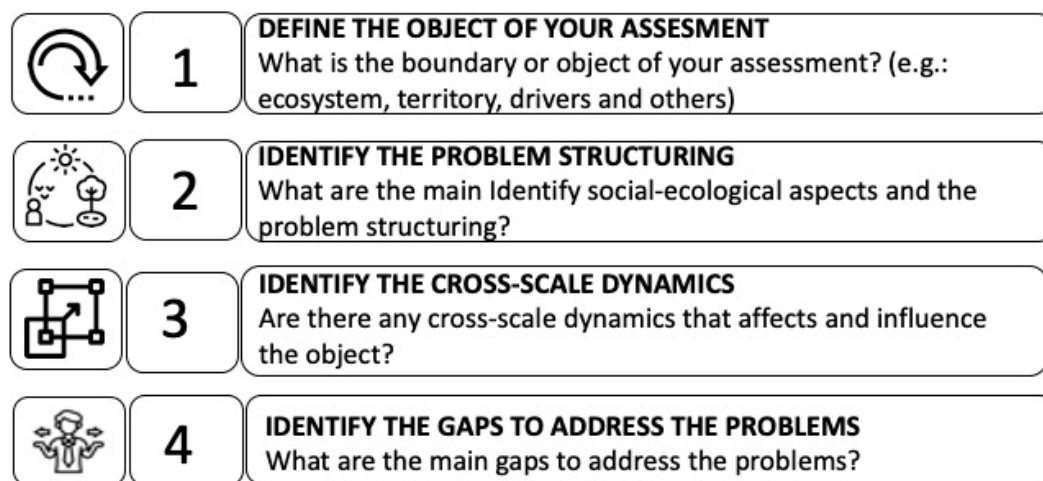 1
DEFINE THE OBJECT OF YOUR ASSESMENT
What is the boundary or object of your assessment? (e.g.:
ecosystem, territory, drivers and others)
2
IDENTIFY THE PROBLEM STRUCTURING
What are the main Identify social-ecological aspects and the
problem structuring?
3
IDENTIFY THE CROSS-SCALE DYNAMICS
Are there any cross-scale dynamics that affects and influence
the object?
4
IDENTIFY THE GAPS TO ADDRESS THE PROBLEMS
What are the main gaps to address the problems?